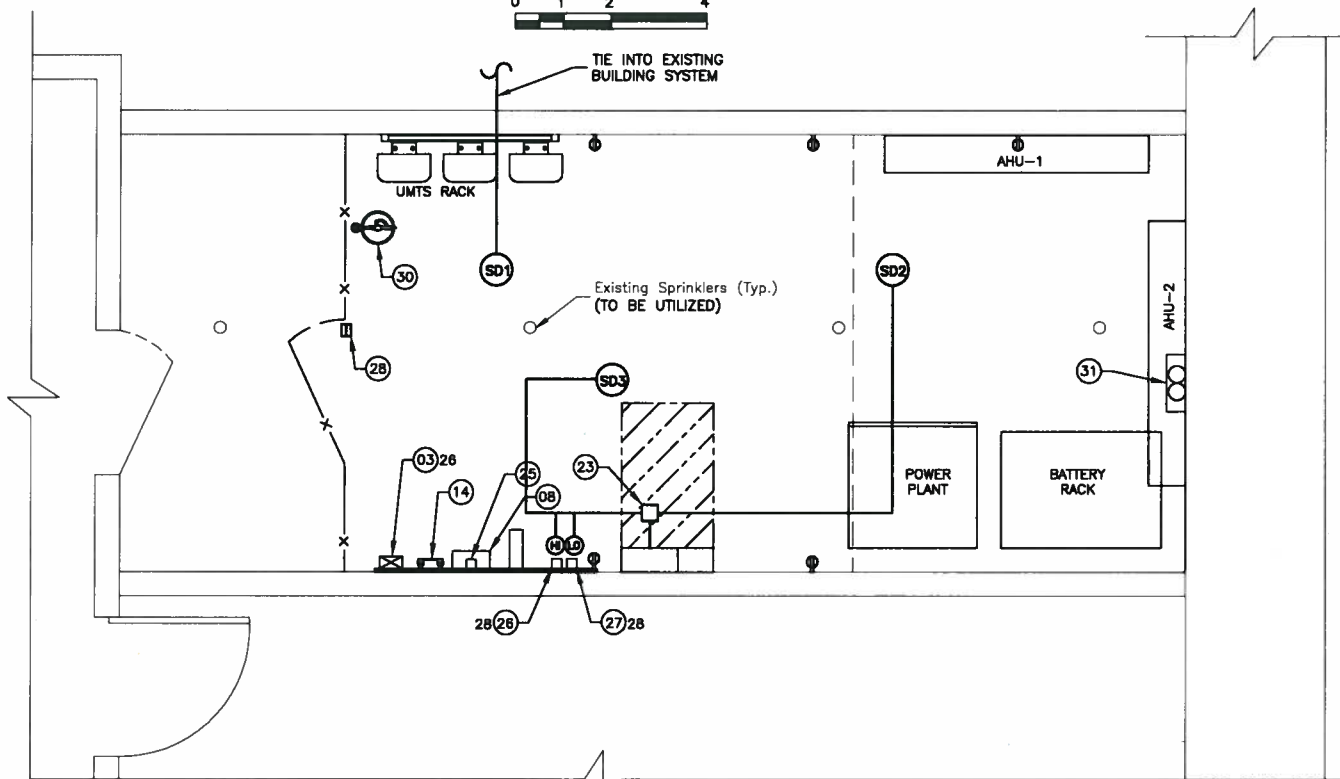 0 1 2 4
TIE INTO EXISTING
BUILDING SYSTEM
AHU-1
UMTS RACK
30
SD1
SD2
Existing Sprinklers (Typ.)
(TO BE UTILIZED)
AHU-2
28
SD3
31
03 26
25
23
14
08
POWER
PLANT
BATTERY
RACK
HI LO
28 26
27 28